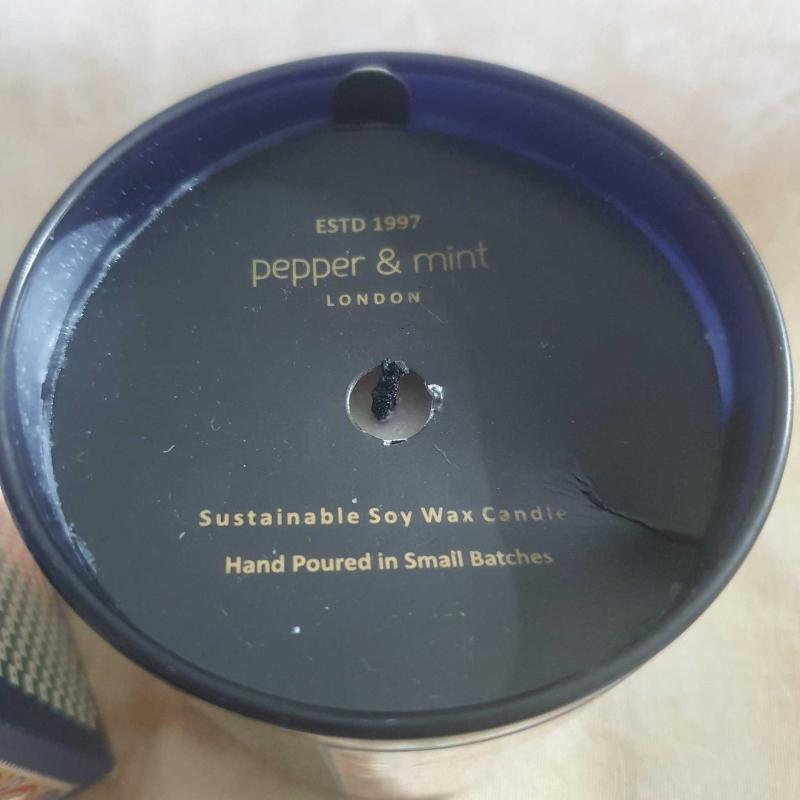 ESTD 1997
pepper & mint
LONDON
Sustainable Soy Wax Candle
Hand Poured in Small Batches